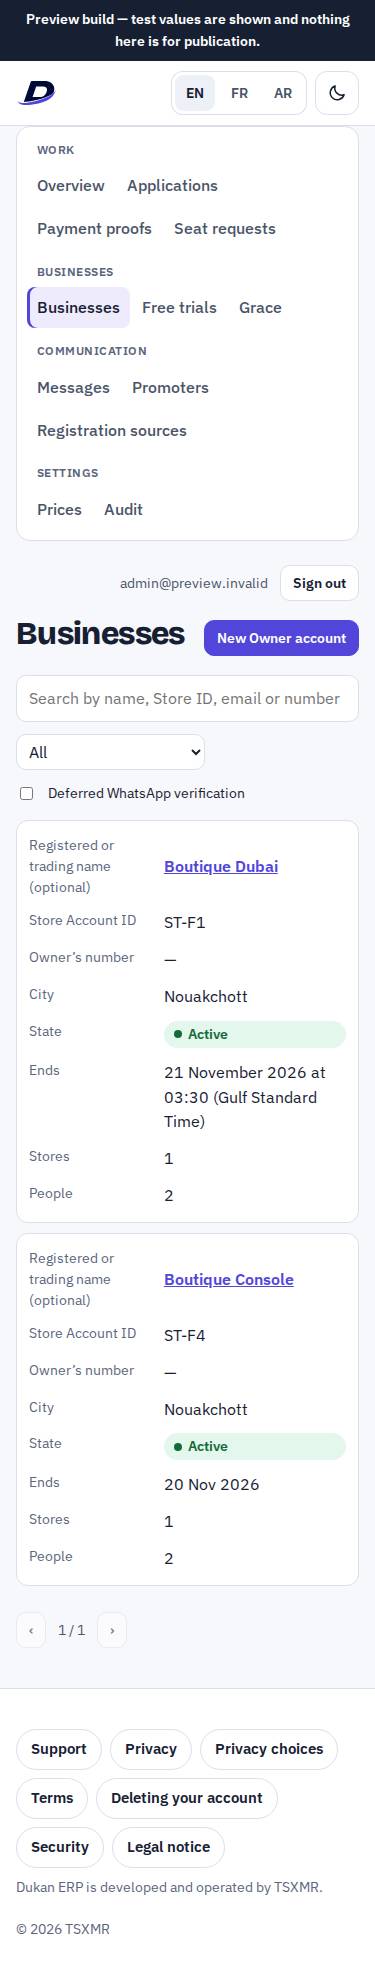 Preview build — test values are shown and nothing
here is for publication.
D
EN FR AR
WORK
Overview Applications
Payment proofs Seat requests
BUSINESSES
Businesses Free trials Grace
COMMUNICATION
Messages Promoters
Registration sources
SETTINGS
Prices Audit
admin@preview.invalid Sign out
Businesses New Owner account
Search by name, Store ID, email or number
All
Deferred WhatsApp verification
Registered or
trading name
(optional)
Boutique Dubai
Store Account ID ST-F1
Owner’s number —
City Nouakchott
State Active
Ends 21 November 2026 at
03:30 (Gulf Standard
Time)
Stores 1
People 2
Registered or
trading name
(optional)
Boutique Console
Store Account ID ST-F4
Owner’s number —
City Nouakchott
State Active
Ends 20 Nov 2026
Stores 1
People 2
‹ 1 / 1 ›
Support Privacy Privacy choices
Terms Deleting your account
Security Legal notice
Dukan ERP is developed and operated by TSXMR.
© 2026 TSXMR